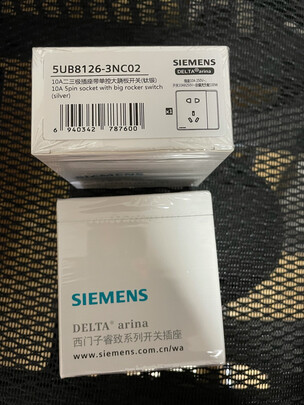 5UB8126-3NC02
10A二三极插座带单控大跷板开关(钛银)
10A 5pin socket with big rocker switch
(silver)
6 940342 787600
SIEMENS
DELTA® arina
SIEMENS
DELTA® arina
西门子睿致系列开关插座
www.siemens.com.cn/wa